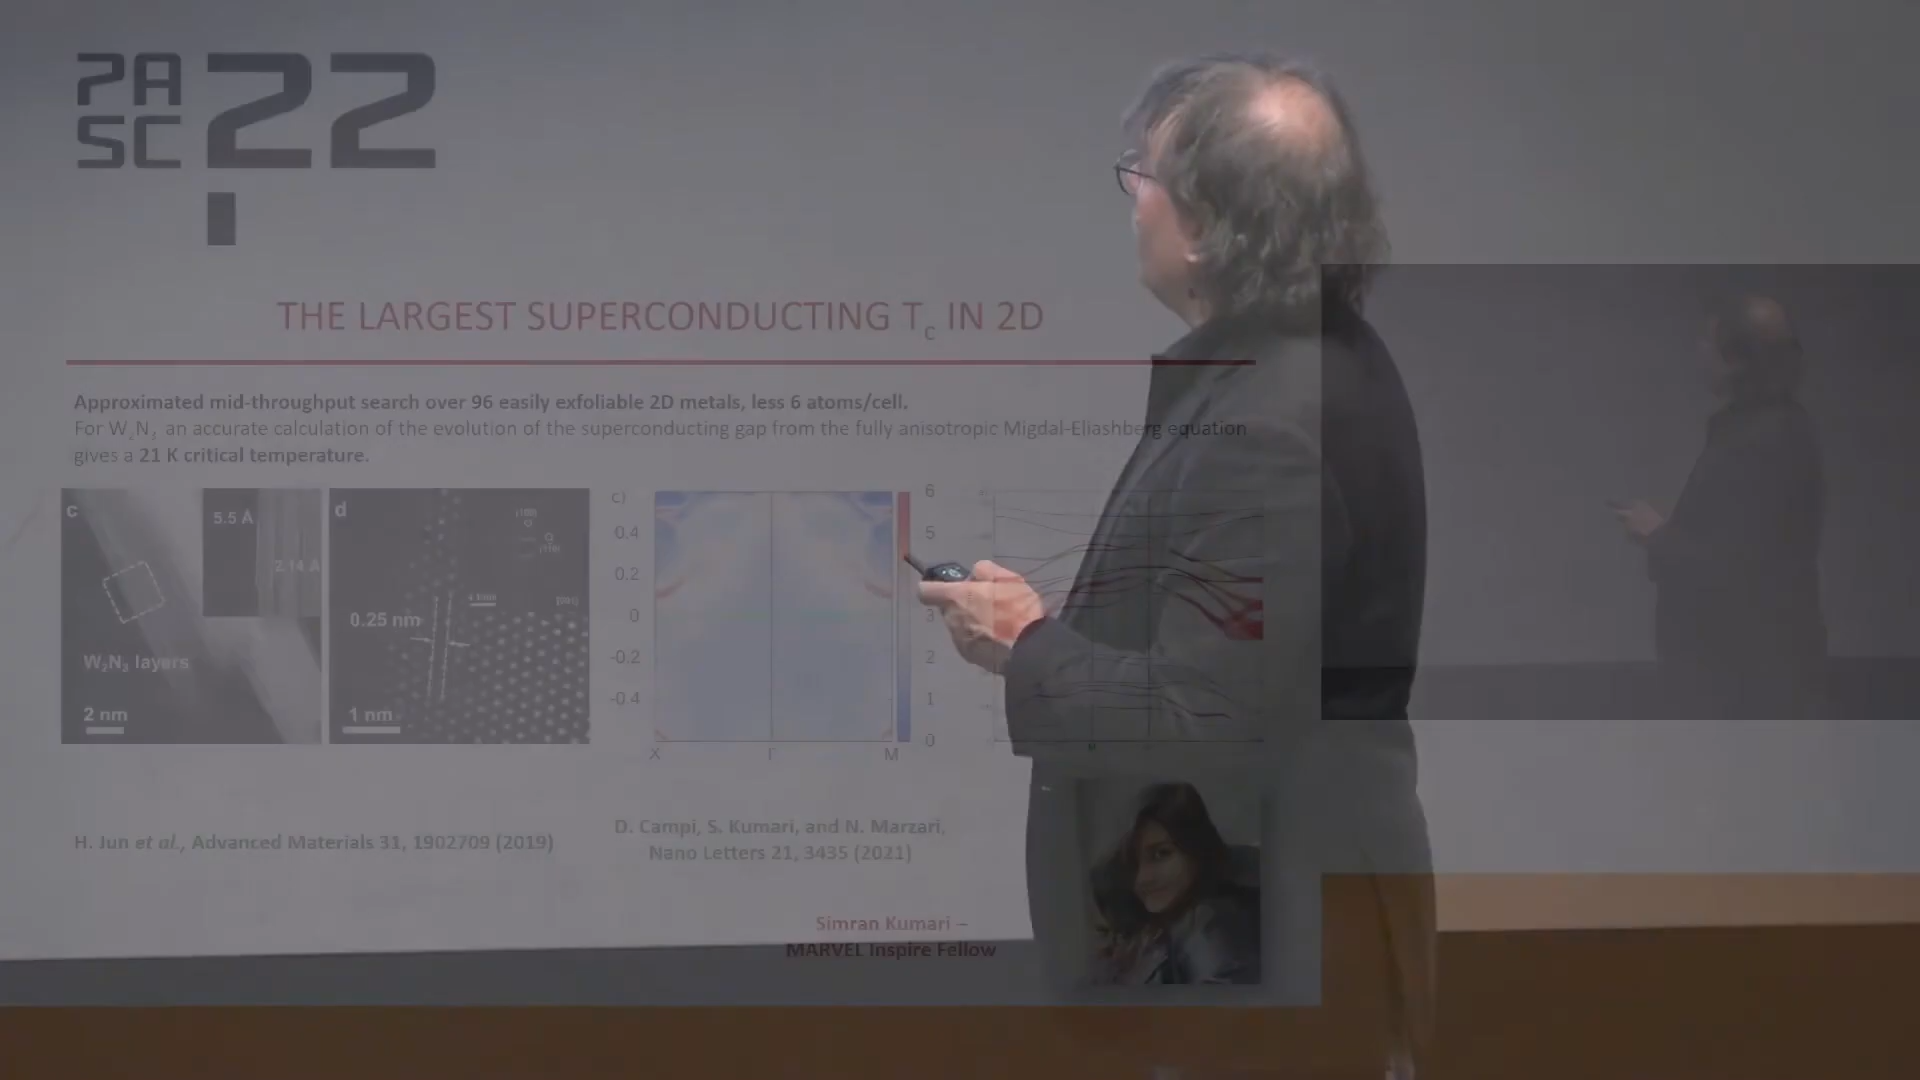 PA
SC
22
THE LARGEST SUPERCONDUCTING Tc IN 2D
Approximated mid-throughput search over 96 easily exfoliable 2D metals, less 6 atoms/cell.
For W₂N₃ an accurate calculation of the evolution of the superconducting gap from the fully anisotropic Migdal-Eliashberg equation
gives a 21 K critical temperature.
c
5.5 Å
2.14 Å
W₂N₃ layers
2 nm
d
0.25 nm
1 nm
c)
0.4
0.2
0
-0.2
-0.4
X
Γ
M
6
5
3
2
1
0
M
H. Jun et al., Advanced Materials 31, 1902709 (2019)
D. Campi, S. Kumari, and N. Marzari,
Nano Letters 21, 3435 (2021)
Simran Kumari –
MARVEL Inspire Fellow